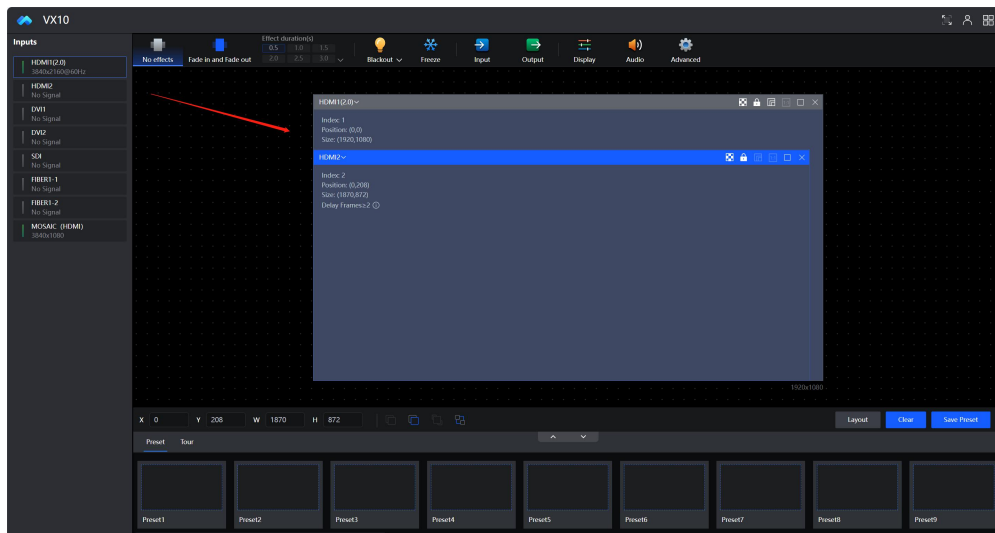 VX10
Inputs
HDMI1(2.0)
3840x2160@60Hz
HDMI2
No Signal
DVI1
No Signal
DVI2
No Signal
SDI
No Signal
FIBER1-1
No Signal
FIBER1-2
No Signal
MOSAIC (HDMI)
3840x1080
No effects
Fade in and Fade out
Effect duration(s)
0.5 1.0 1.5
2.0 2.5 3.0
Blackout
Freeze
Input
Output
Display
Audio
Advanced
HDMI1(2.0)
Index: 1
Position: (0,0)
Size: (1920,1080)
HDMI2
Index: 2
Position: (0,208)
Size: (1870,872)
Delay Frames≥2
1920x1080
X 0 Y 208 W 1870 H 872
Layout Clear Save Preset
Preset Tour
Preset1 Preset2 Preset3 Preset4 Preset5 Preset6 Preset7 Preset8 Preset9